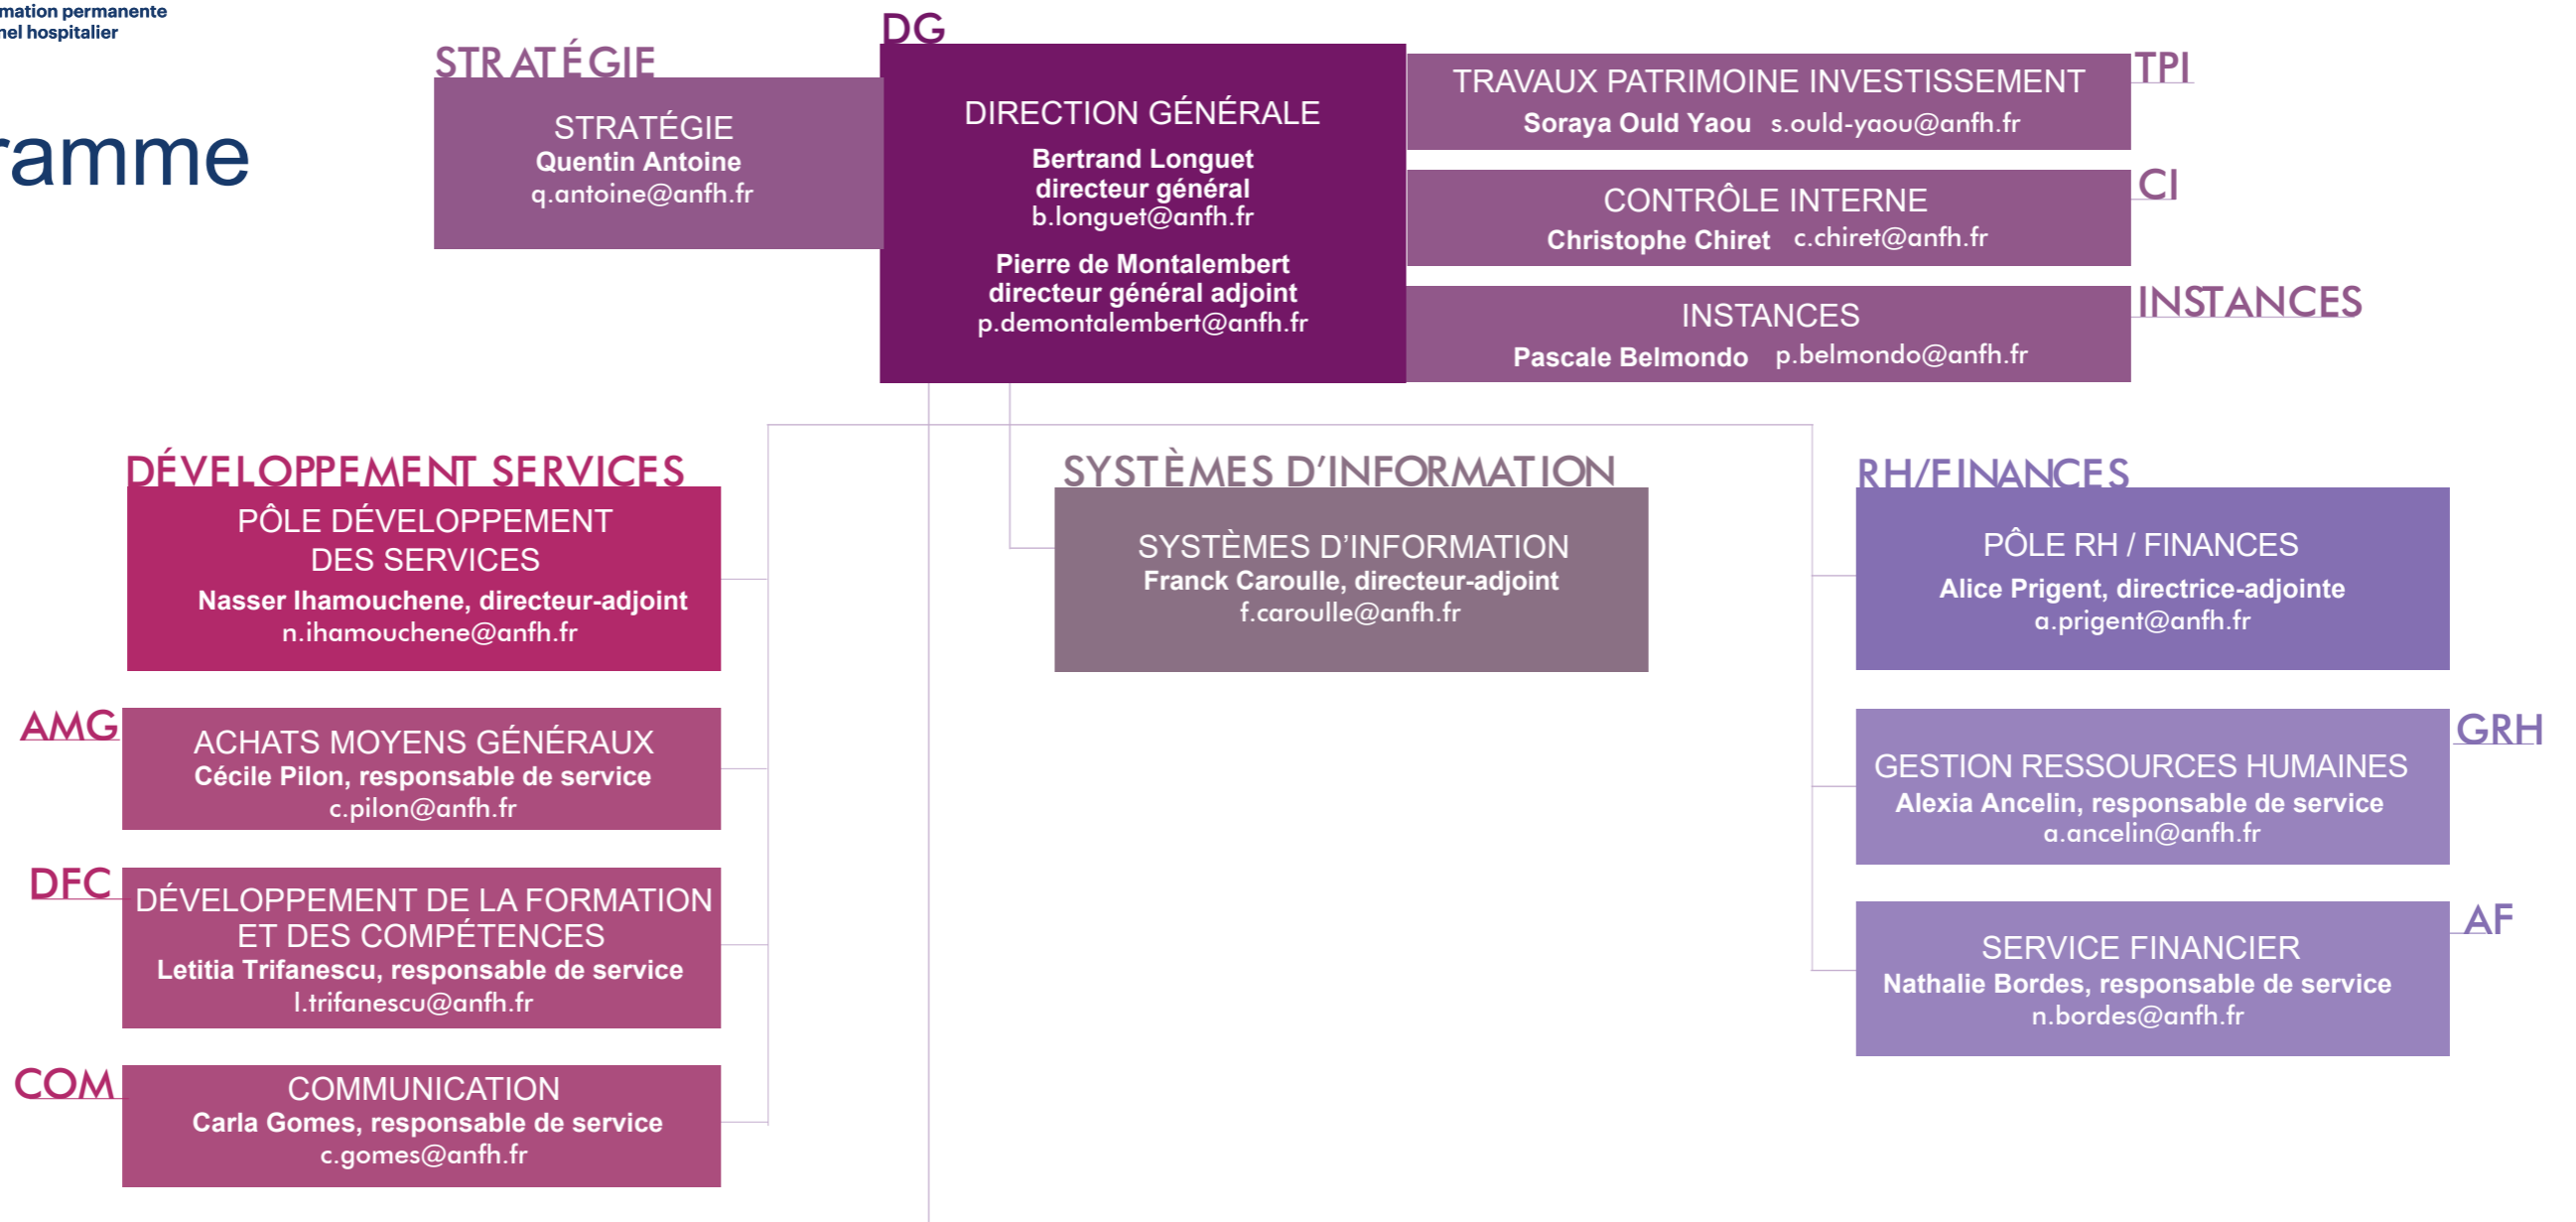 STRATÉGIE
STRATÉGIE
Quentin Antoine
q.antoine@anfh.fr
DG
DIRECTION GÉNÉRALE
Bertrand Longuet
directeur général
b.longuet@anfh.fr
Pierre de Montalembert
directeur général adjoint
p.demontalembert@anfh.fr
TRAVAUX PATRIMOINE INVESTISSEMENT
Soraya Ould Yaou s.ould-yaou@anfh.fr
TPI
CONTRÔLE INTERNE
Christophe Chiret c.chiret@anfh.fr
CI
INSTANCES
Pascale Belmondo p.belmondo@anfh.fr
INSTANCES
DÉVELOPPEMENT SERVICES
PÔLE DÉVELOPPEMENT
DES SERVICES
Nasser Ihamouchene, directeur-adjoint
n.ihamouchene@anfh.fr
AMG
ACHATS MOYENS GÉNÉRAUX
Cécile Pilon, responsable de service
c.pilon@anfh.fr
DFC
DÉVELOPPEMENT DE LA FORMATION
ET DES COMPÉTENCES
Letitia Trifanescu, responsable de service
l.trifanescu@anfh.fr
COM
COMMUNICATION
Carla Gomes, responsable de service
c.gomes@anfh.fr
SYSTÈMES D'INFORMATION
SYSTÈMES D'INFORMATION
Franck Caroulle, directeur-adjoint
f.caroulle@anfh.fr
RH/FINANCES
PÔLE RH / FINANCES
Alice Prigent, directrice-adjointe
a.prigent@anfh.fr
GRH
GESTION RESSOURCES HUMAINES
Alexia Ancelin, responsable de service
a.ancelin@anfh.fr
AF
SERVICE FINANCIER
Nathalie Bordes, responsable de service
n.bordes@anfh.fr
permanente
hospitalier